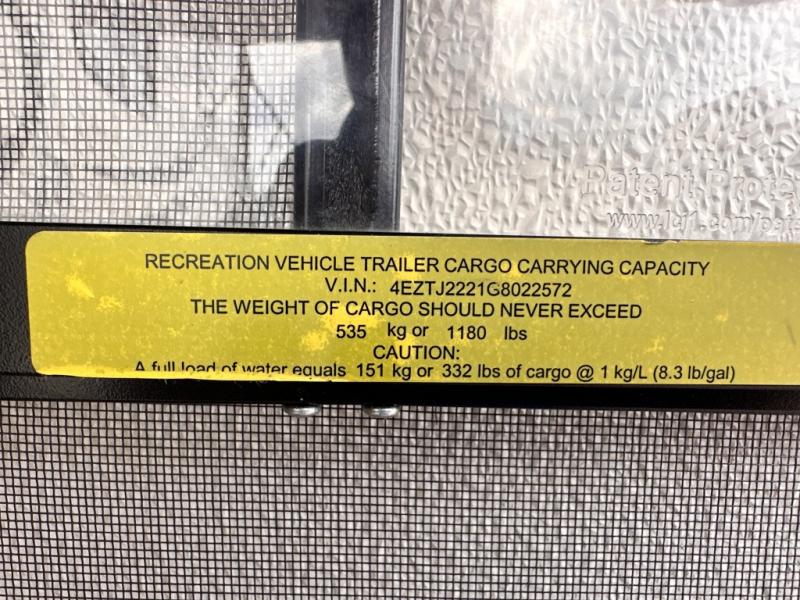 Patent Prote
www.lci1.com/pate
RECREATION VEHICLE TRAILER CARGO CARRYING CAPACITY
V.I.N.: 4EZTJ2221G8022572
THE WEIGHT OF CARGO SHOULD NEVER EXCEED
535 kg or 1180 lbs
CAUTION:
A full load of water equals 151 kg or 332 lbs of cargo @ 1 kg/L (8.3 lb/gal)